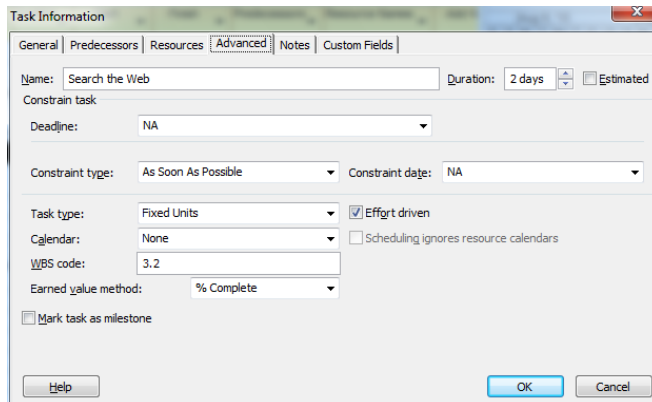 Task Information
General Predecessors Resources Advanced Notes Custom Fields
Name: Search the Web Duration: 2 days Estimated
Constrain task
Deadline: NA
Constraint type: As Soon As Possible Constraint date: NA
Task type: Fixed Units Effort driven
Calendar: None Scheduling ignores resource calendars
WBS code: 3.2
Earned value method: % Complete
Mark task as milestone
Help OK Cancel